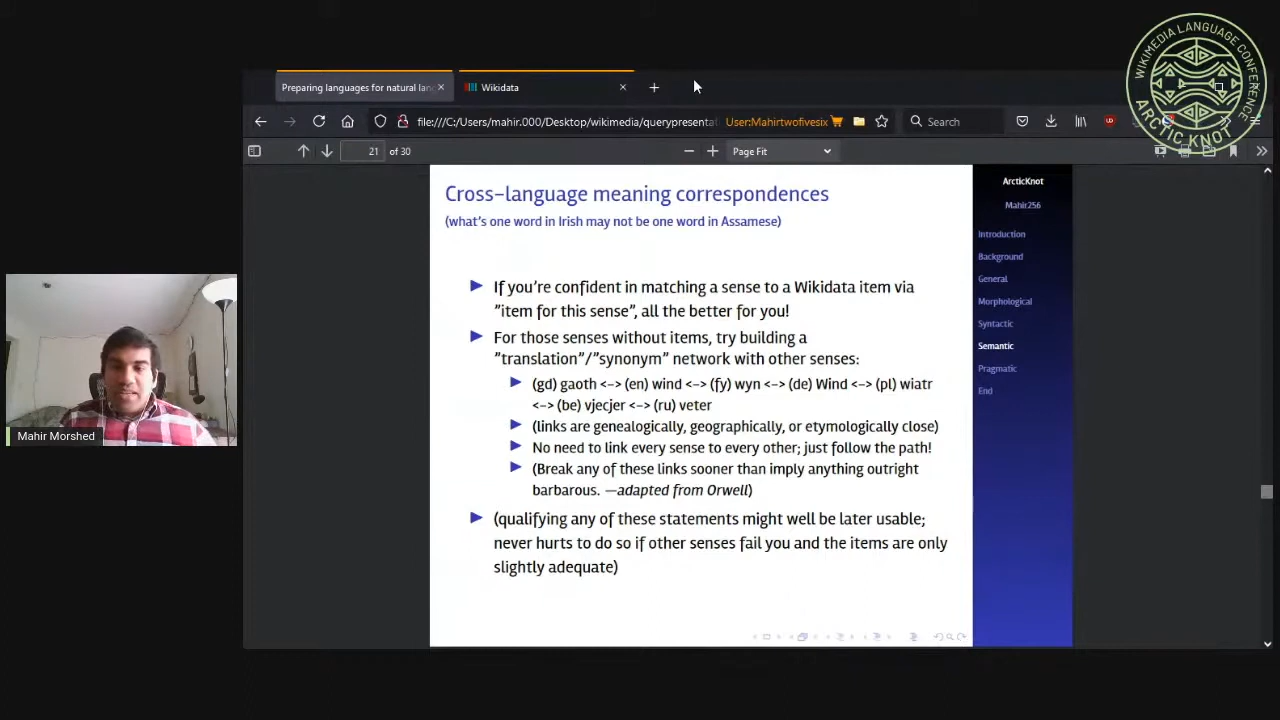 WIKIMEDIA LANGUAGE CONFERENCE
ARCTIC KNOT
Preparing languages for natural lang
Wikidata
file:///C:/Users/mahir.000/Desktop/wikimedia/querypresentat
User:Mahirtwofivesix
Search
21 of 30
Page Fit
Cross-language meaning correspondences
(what's one word in Irish may not be one word in Assamese)
If you're confident in matching a sense to a Wikidata item via
"item for this sense", all the better for you!
For those senses without items, try building a
"translation"/"synonym" network with other senses:
(gd) gaoth <-> (en) wind <-> (fy) wyn <-> (de) Wind <-> (pl) wiatr
<-> (be) vjecjer <-> (ru) veter
(links are genealogically, geographically, or etymologically close)
No need to link every sense to every other; just follow the path!
(Break any of these links sooner than imply anything outright
barbarous. —adapted from Orwell)
(qualifying any of these statements might well be later usable;
never hurts to do so if other senses fail you and the items are only
slightly adequate)
ArcticKnot
Mahir256
Introduction
Background
General
Morphological
Syntactic
Semantic
Pragmatic
End
Mahir Morshed